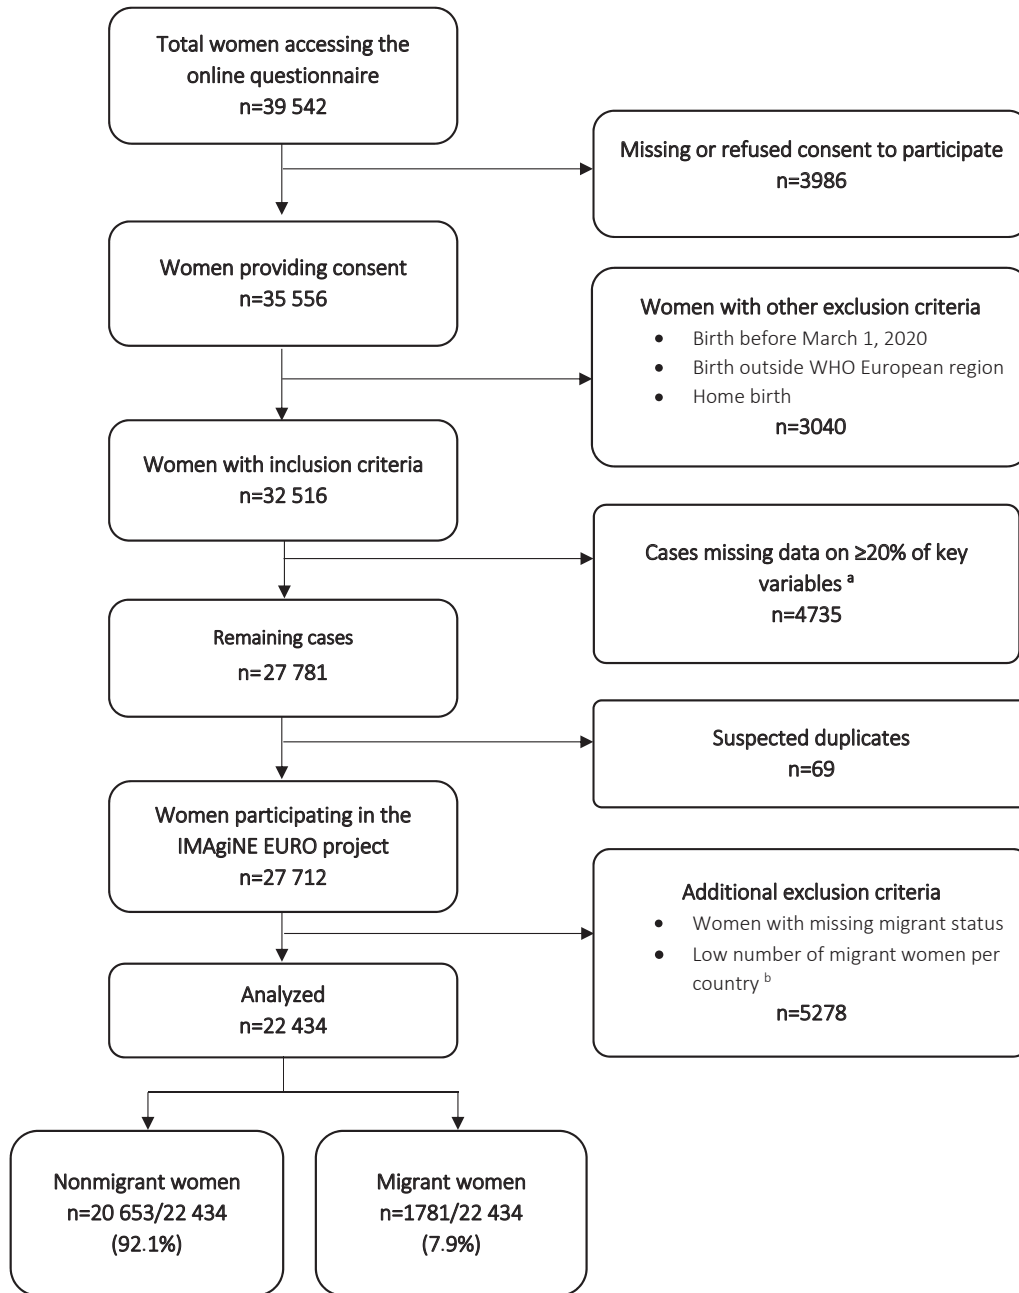 Total women accessing the
online questionnaire
n=39 542
Missing or refused consent to participate
n=3986
Women providing consent
n=35 556
Women with other exclusion criteria
• Birth before March 1, 2020
• Birth outside WHO European region
• Home birth
n=3040
Women with inclusion criteria
n=32 516
Cases missing data on ≥20% of key
variables a
n=4735
Remaining cases
n=27 781
Suspected duplicates
n=69
Women participating in the
IMAgiNE EURO project
n=27 712
Additional exclusion criteria
• Women with missing migrant status
• Low number of migrant women per
country b
n=5278
Analyzed
n=22 434
Nonmigrant women
n=20 653/22 434
(92.1%)
Migrant women
n=1781/22 434
(7.9%)